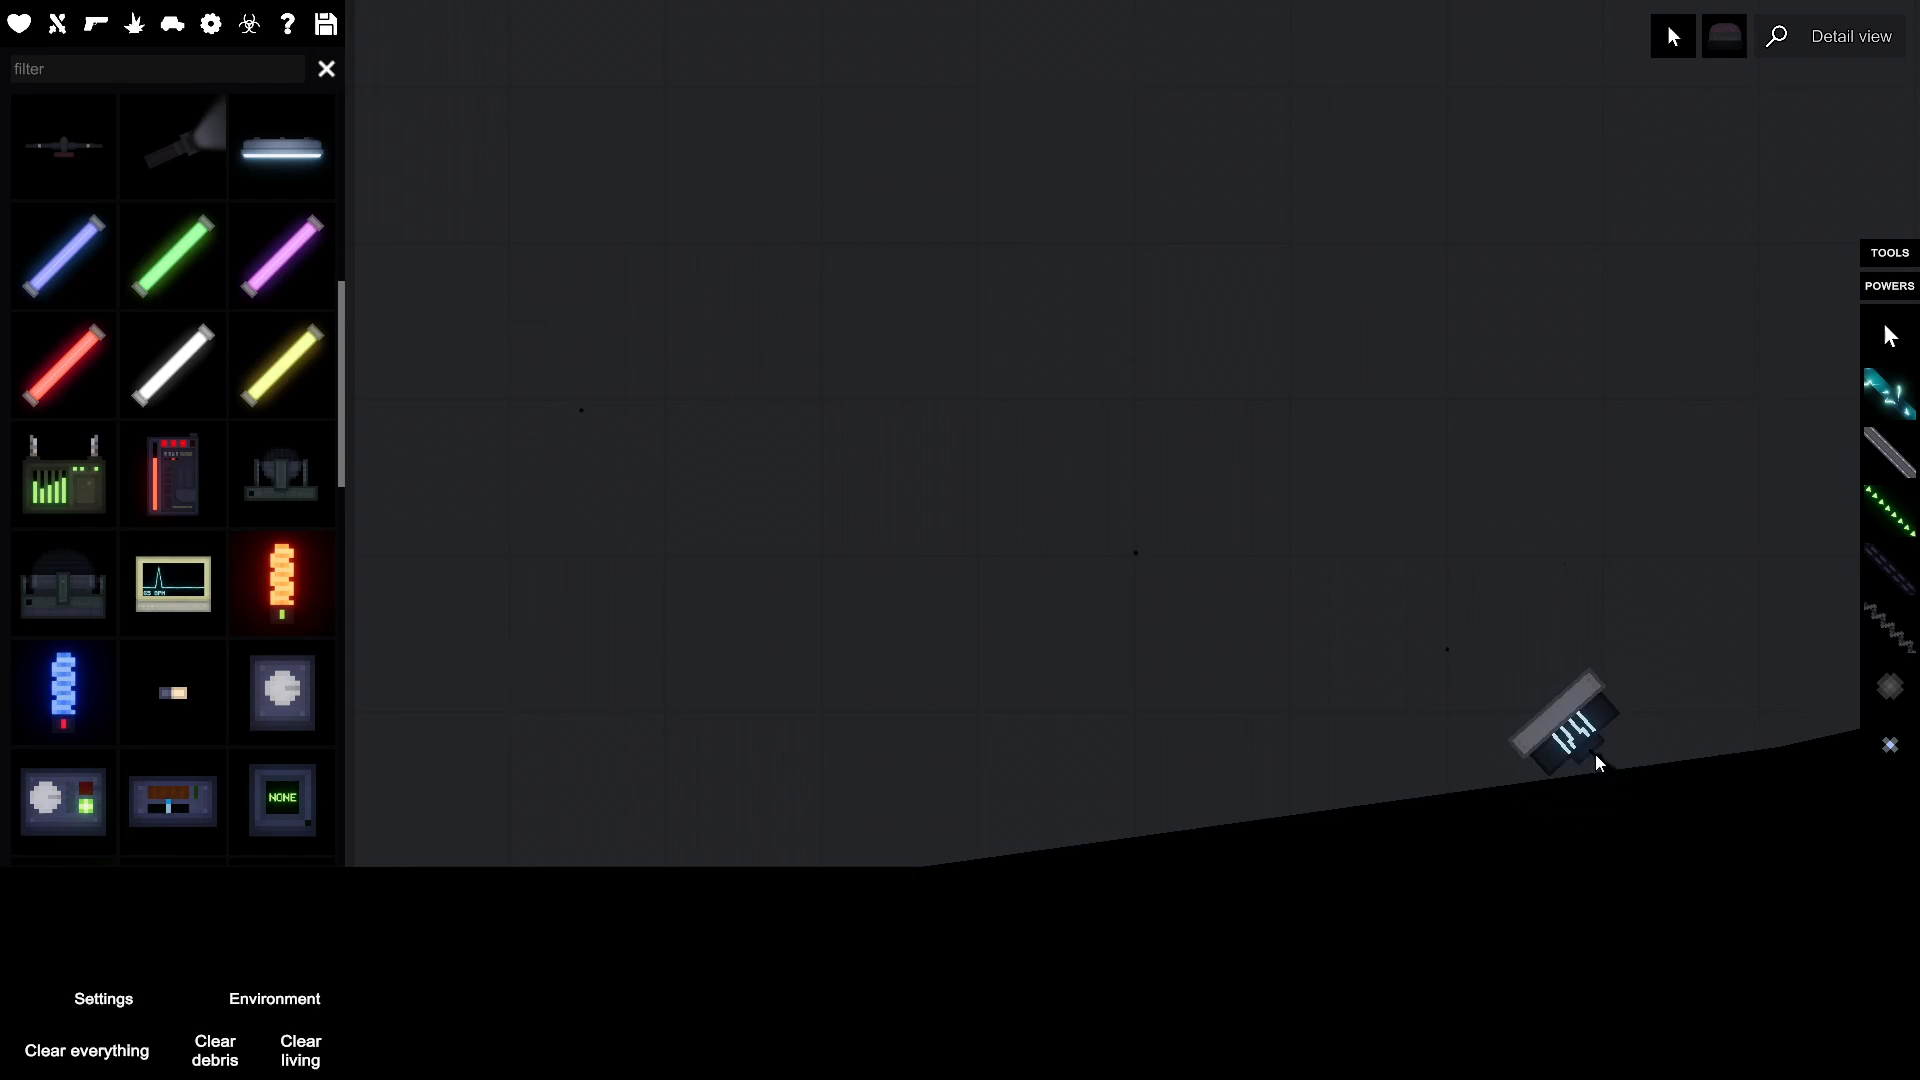 filter
Detail view
TOOLS
POWERS
NONE
Settings
Environment
Clear everything
Clear
debris
Clear
living